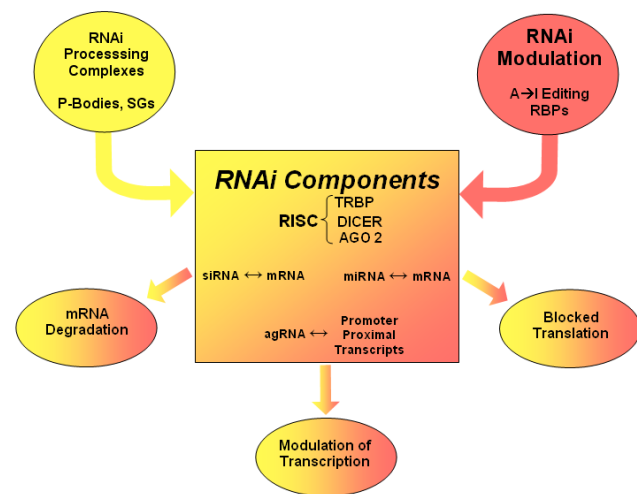 RNAi
Processsing
Complexes
P-Bodies, SGs
RNAi
Modulation
A→I Editing
RBPs
RNAi Components
RISC
TRBP
DICER
AGO 2
siRNA ↔ mRNA
miRNA ↔ mRNA
agRNA ↔ Promoter
Proximal
Transcripts
mRNA
Degradation
Blocked
Translation
Modulation of
Transcription